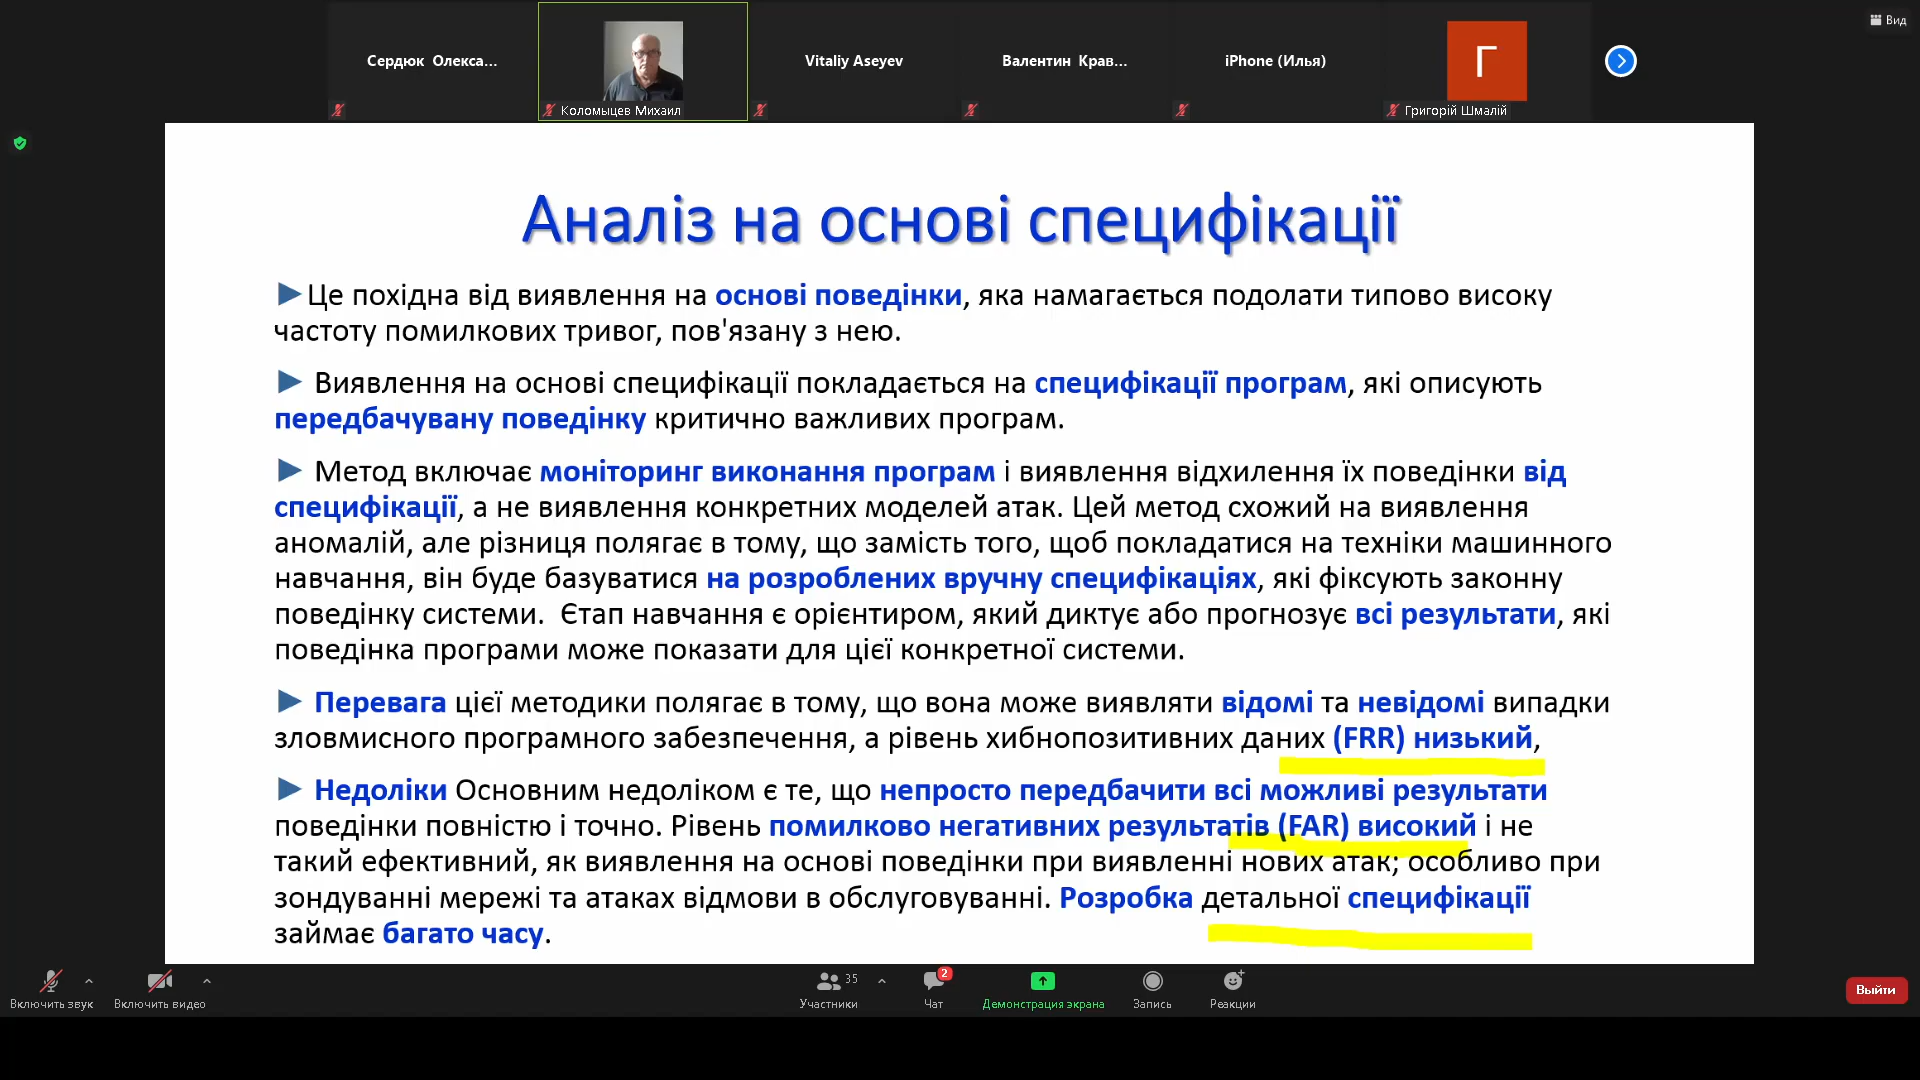 Вид
Сердюк Олекса...
Vitaliy Aseyev
Валентин Крав...
iPhone (Илья)
Г
Коломыцев Михаил
Григорій Шмалій
Аналіз на основі специфікації
►Це похідна від виявлення на основі поведінки, яка намагається подолати типово високу
частоту помилкових тривог, пов'язану з нею.
► Виявлення на основі специфікації покладається на специфікації програм, які описують
передбачувану поведінку критично важливих програм.
► Метод включає моніторинг виконання програм і виявлення відхилення їх поведінки від
специфікації, а не виявлення конкретних моделей атак. Цей метод схожий на виявлення
аномалій, але різниця полягає в тому, що замість того, щоб покладатися на техніки машинного
навчання, він буде базуватися на розроблених вручну специфікаціях, які фіксують законну
поведінку системи. Єтап навчання є орієнтиром, який диктує або прогнозує всі результати, які
поведінка програми може показати для цієї конкретної системи.
► Перевага цієї методики полягає в тому, що вона може виявляти відомі та невідомі випадки
зловмисного програмного забезпечення, а рівень хибнопозитивних даних (FRR) низький,
► Недоліки Основним недоліком є те, що непросто передбачити всі можливі результати
поведінки повністю і точно. Рівень помилково негативних результатів (FAR) високий і не
такий ефективний, як виявлення на основі поведінки при виявленні нових атак; особливо при
зондуванні мережі та атаках відмови в обслуговуванні. Розробка детальної специфікації
займає багато часу.
Включить звук
Включить видео
35
Участники
2
Чат
Демонстрация экрана
Запись
Реакции
Выйти